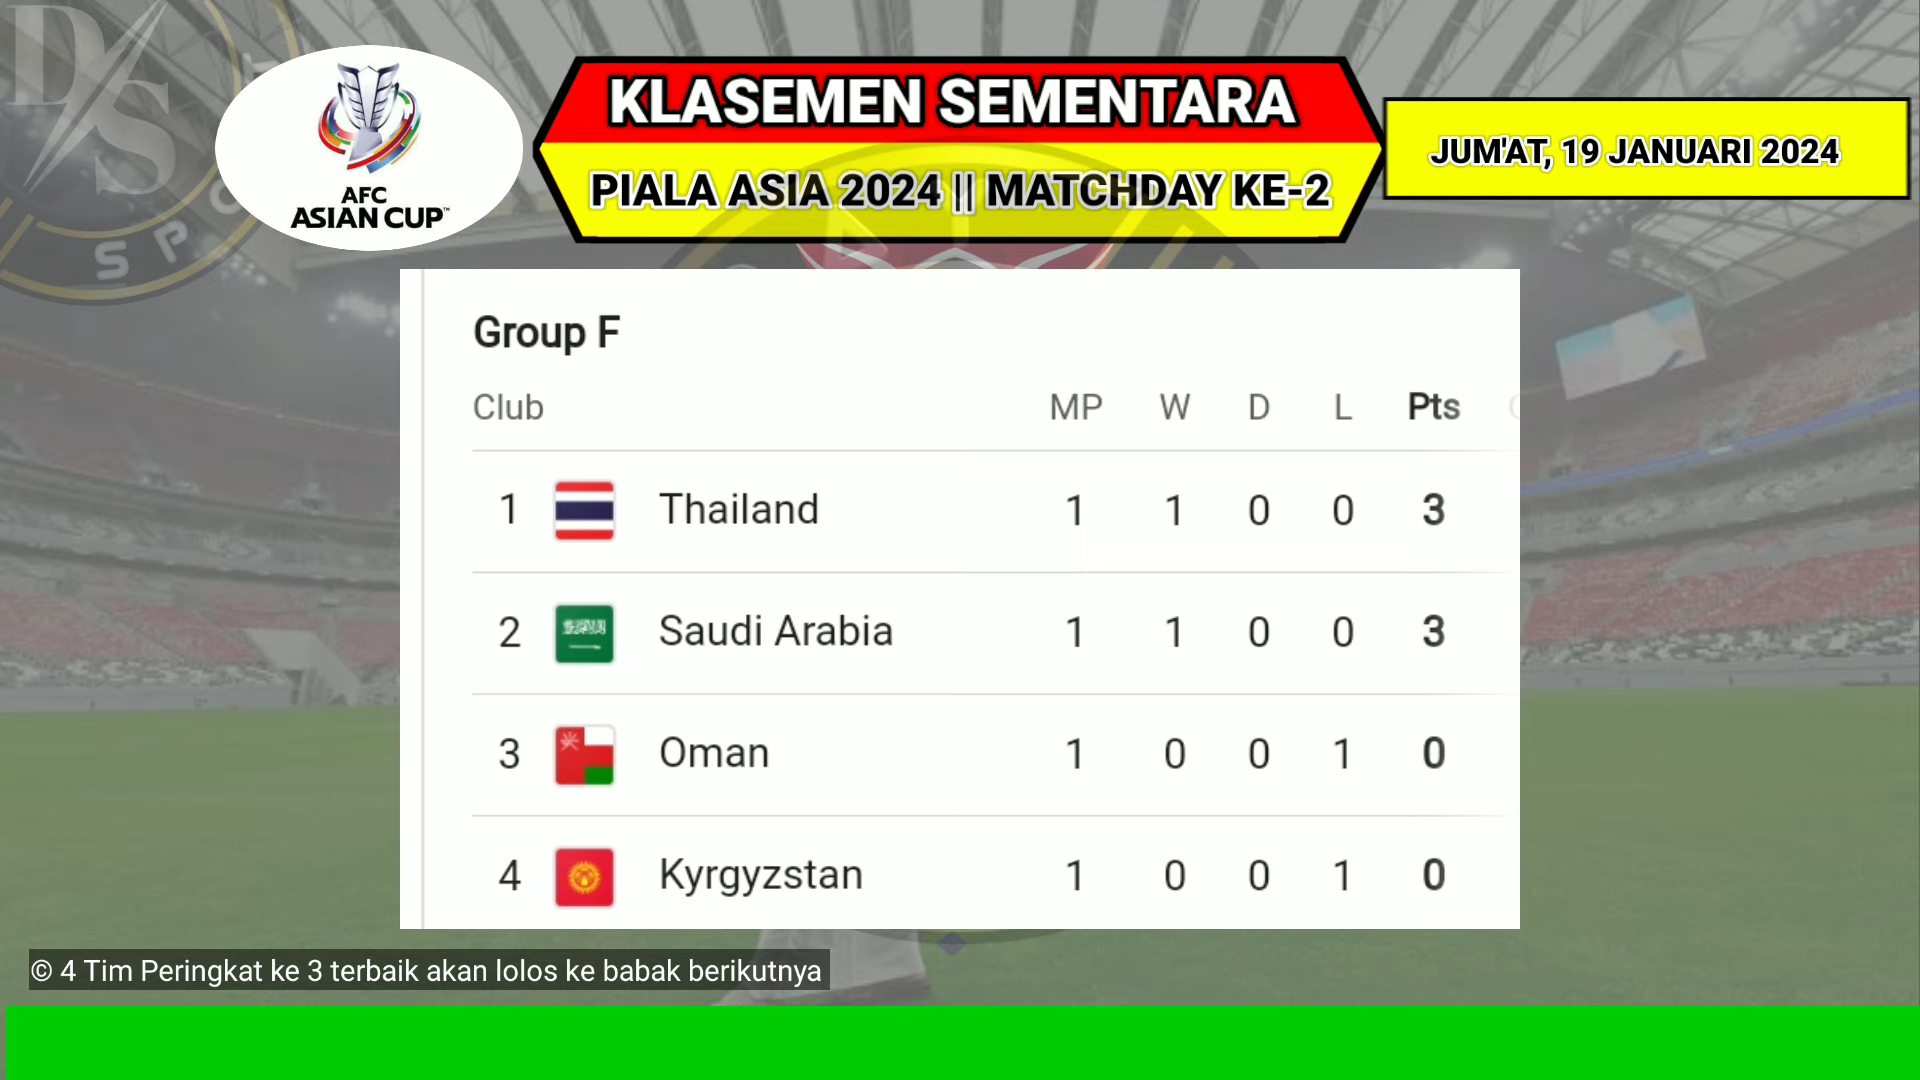 D/S
SPO
AFC
ASIAN CUP™
KLASEMEN SEMENTARA
PIALA ASIA 2024 || MATCHDAY KE-2
JUM'AT, 19 JANUARI 2024
Group F
Club MP W D L Pts
1 Thailand 1 1 0 0 3
2 Saudi Arabia 1 1 0 0 3
3 Oman 1 0 0 1 0
4 Kyrgyzstan 1 0 0 1 0
© 4 Tim Peringkat ke 3 terbaik akan lolos ke babak berikutnya